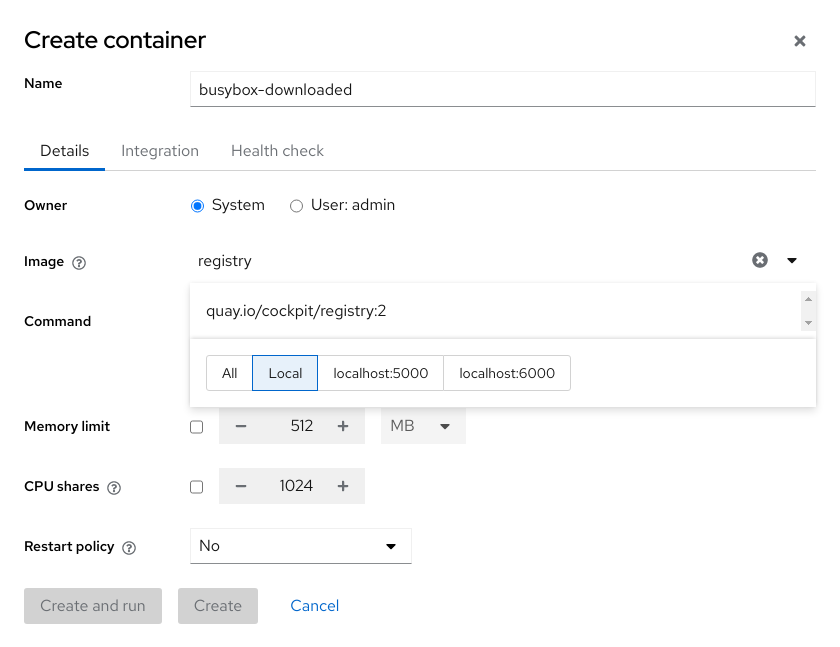 Create container
Name
busybox-downloaded
Details Integration Health check
Owner
System User: admin
Image
registry
quay.io/cockpit/registry:2
Command
All Local localhost:5000 localhost:6000
Memory limit
512 MB
CPU shares
1024
Restart policy
No
Create and run Create Cancel